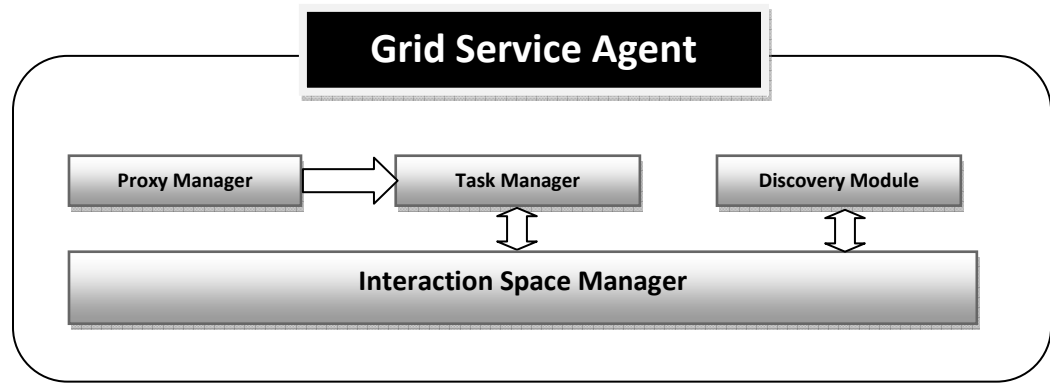 Grid Service Agent
Proxy Manager
Task Manager
Discovery Module
Interaction Space Manager